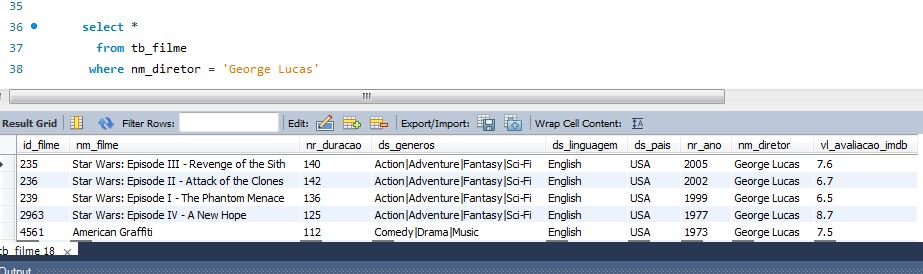 35
36 select *
37 from tb_filme
38 where nm_diretor = 'George Lucas'
Result Grid Filter Rows: Edit: Export/Import: Wrap Cell Content:
id_filme nm_filme nr_duracao ds_generos ds_linguagem ds_pais nr_ano nm_diretor vl_avaliacao_imdb
235 Star Wars: Episode III - Revenge of the Sith 140 Action|Adventure|Fantasy|Sci-Fi English USA 2005 George Lucas 7.6
236 Star Wars: Episode II - Attack of the Clones 142 Action|Adventure|Fantasy|Sci-Fi English USA 2002 George Lucas 6.7
239 Star Wars: Episode I - The Phantom Menace 136 Action|Adventure|Fantasy|Sci-Fi English USA 1999 George Lucas 6.5
2963 Star Wars: Episode IV - A New Hope 125 Action|Adventure|Fantasy|Sci-Fi English USA 1977 George Lucas 8.7
4561 American Graffiti 112 Comedy|Drama|Music English USA 1973 George Lucas 7.5
tb_filme 18 ×
Output